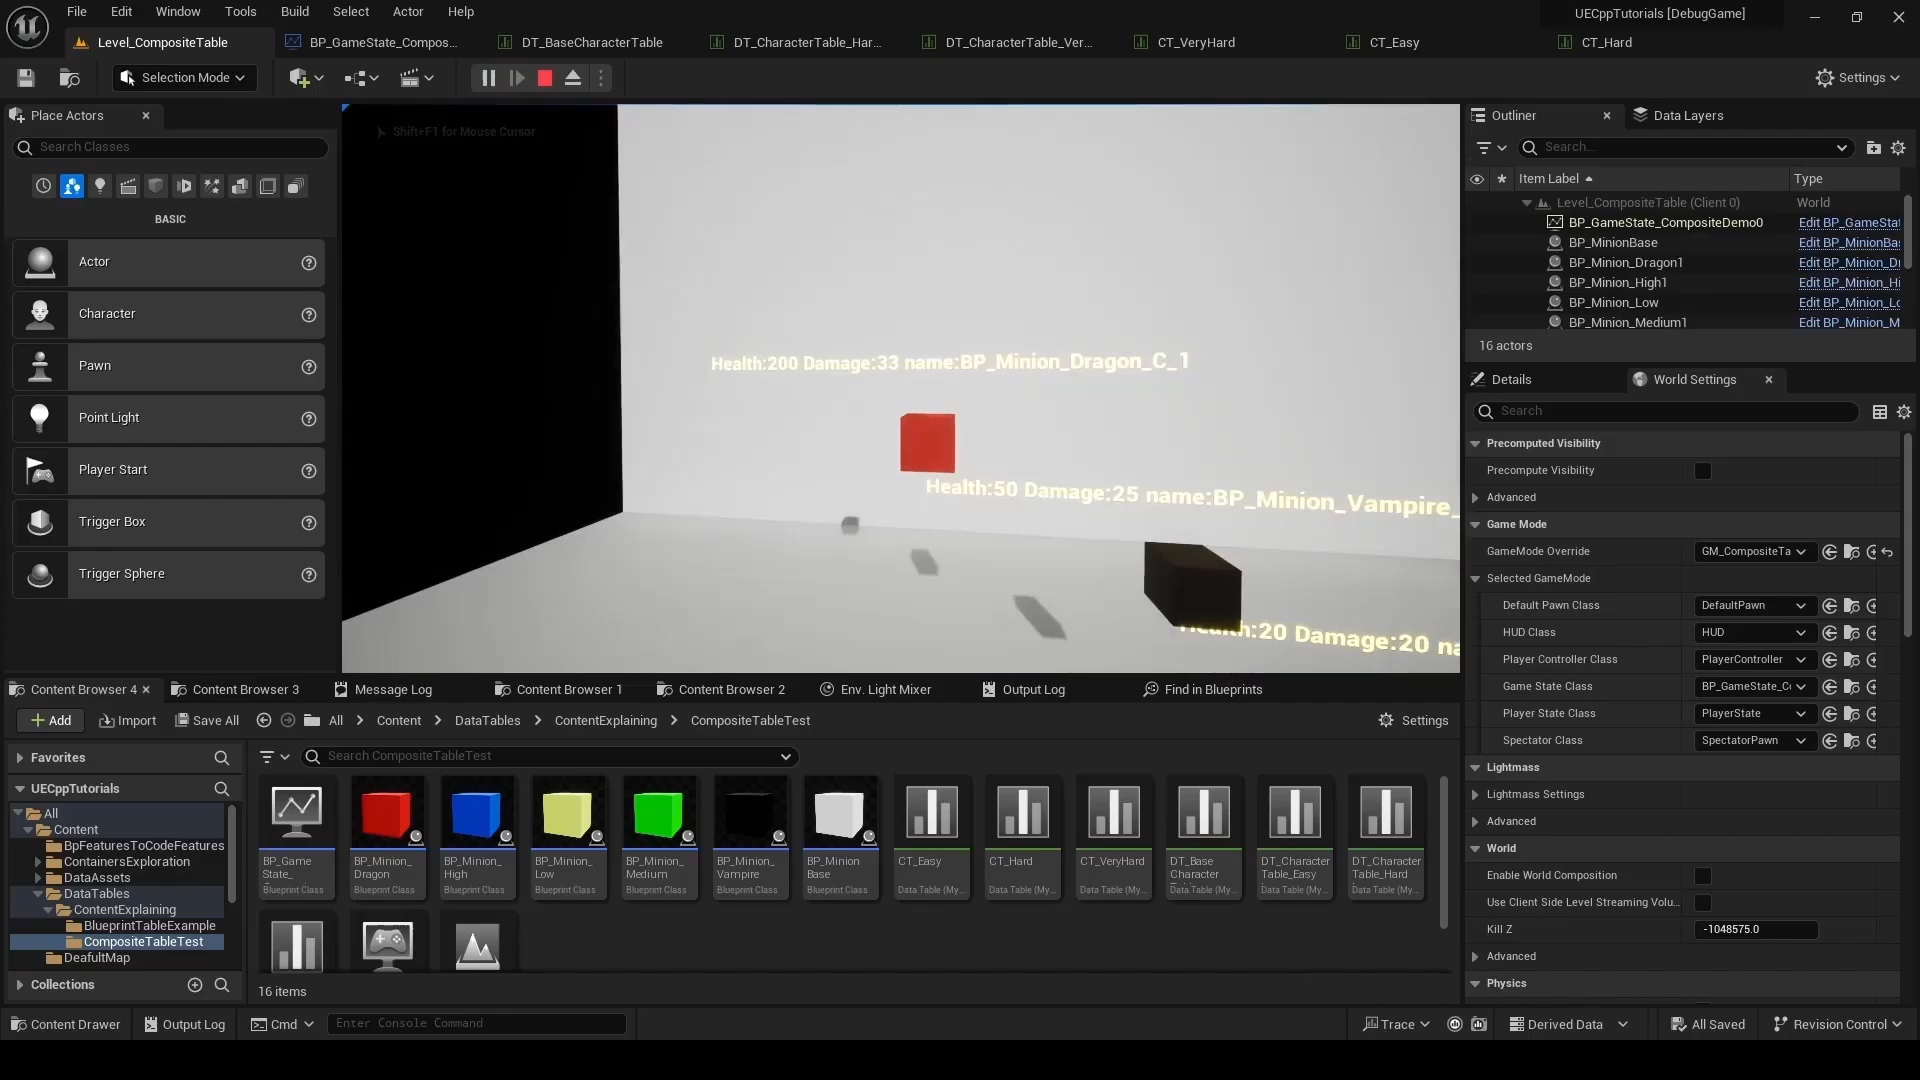 File Edit Window Tools Build Select Actor Help
UECppTutorials [DebugGame]
Level_CompositeTable
BP_GameState_Compos...
DT_BaseCharacterTable
DT_CharacterTable_Har...
DT_CharacterTable_Ver...
CT_VeryHard
CT_Easy
CT_Hard
Selection Mode
Settings
Place Actors
Search Classes
BASIC
Actor
Character
Pawn
Point Light
Player Start
Trigger Box
Trigger Sphere
Shift+F1 for Mouse Cursor
Health:200 Damage:33 name:BP_Minion_Dragon_C_1
Health:50 Damage:25 name:BP_Minion_Vampire_
Health:20 Damage:20 na
Outliner
Data Layers
Search...
Item Label Type
Level_CompositeTable (Client 0) World
BP_GameState_CompositeDemo0 Edit BP_GameStat
BP_MinionBase Edit BP_MinionBa
BP_Minion_Dragon1 Edit BP_Minion_Dr
BP_Minion_High1 Edit BP_Minion_Hi
BP_Minion_Low Edit BP_Minion_Lo
BP_Minion_Medium1 Edit BP_Minion_M
16 actors
Details
World Settings
Search
Precomputed Visibility
Precompute Visibility
Advanced
Game Mode
GameMode Override GM_CompositeTa
Selected GameMode
Default Pawn Class DefaultPawn
HUD Class HUD
Player Controller Class PlayerController
Game State Class BP_GameState_Co
Player State Class PlayerState
Spectator Class SpectatorPawn
Lightmass
Lightmass Settings
Advanced
World
Enable World Composition
Use Client Side Level Streaming Volu...
Kill Z -1048575.0
Advanced
Physics
Content Browser 4
Content Browser 3
Message Log
Content Browser 1
Content Browser 2
Env. Light Mixer
Output Log
Find in Blueprints
Add
Import
Save All
All
Content
DataTables
ContentExplaining
CompositeTableTest
Settings
Favorites
UECppTutorials
All
Content
BpFeaturesToCodeFeatures
ContainersExploration
DataAssets
DataTables
ContentExplaining
BlueprintTableExample
CompositeTableTest
DeafultMap
Collections
Search CompositeTableTest
BP_Game
State_
Blueprint Class
BP_Minion_
Dragon
Blueprint Class
BP_Minion_
High
Blueprint Class
BP_Minion_
Low
Blueprint Class
BP_Minion_
Medium
Blueprint Class
BP_Minion_
Vampire
Blueprint Class
BP_Minion
Base
Blueprint Class
CT_Easy
Data Table (My...
CT_Hard
Data Table (My...
CT_VeryHard
Data Table (My...
DT_Base
Character
Data Table (My...
DT_Character
Table_Easy
Data Table (My...
DT_Character
Table_Hard
Data Table (My...
16 items
Content Drawer
Output Log
Cmd
Enter Console Command
Trace
Derived Data
All Saved
Revision Control